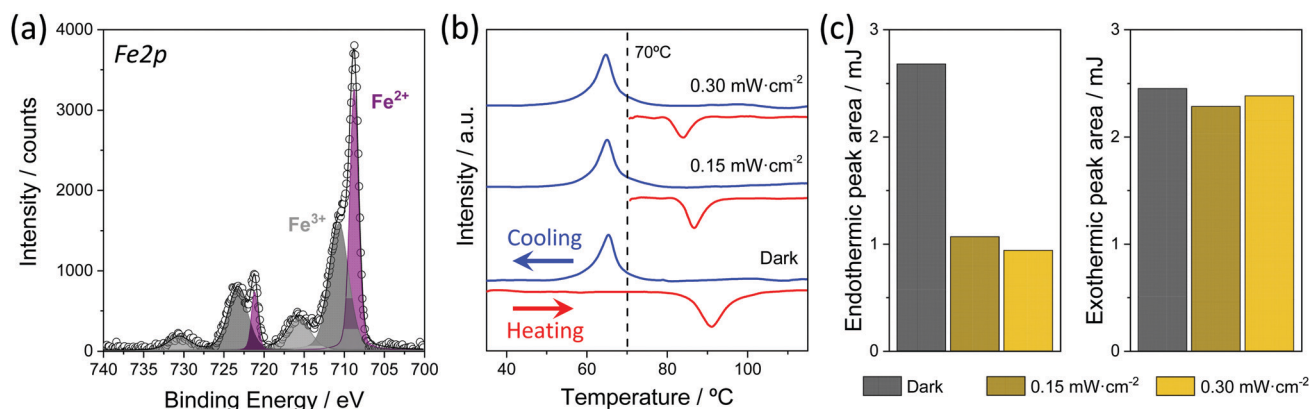 (a)
Fe2p
Fe2+
Fe3+
Intensity / counts
4000
3000
2000
1000
0
740 735 730 725 720 715 710 705 700
Binding Energy / eV
(b)
70ºC
0.30 mW·cm-2
0.15 mW·cm-2
Cooling
Dark
Heating
Intensity / a.u.
40 60 80 100
Temperature / ºC
(c)
Endothermic peak area / mJ
3
2
1
0
Exothermic peak area / mJ
3
2
1
0
Dark 0.15 mW·cm-2 0.30 mW·cm-2